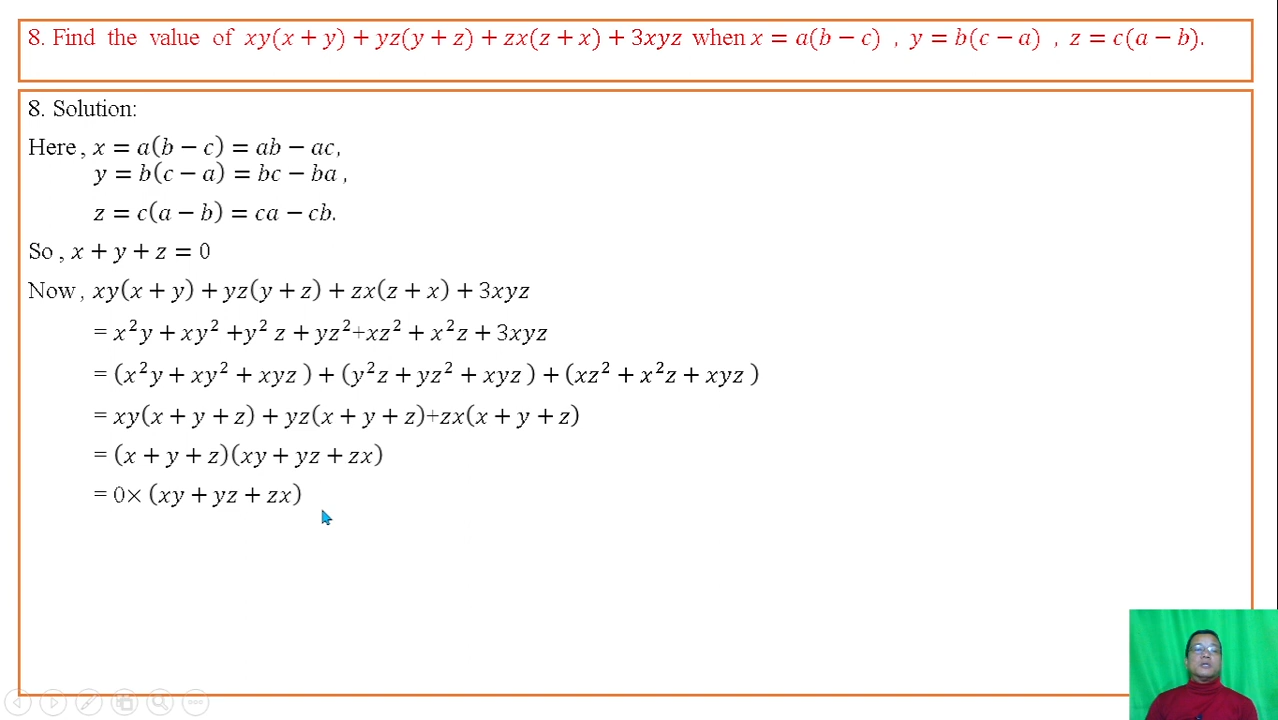 8. Find the value of xy(x + y) + yz(y + z) + zx(z + x) + 3xyz when x = a(b − c) , y = b(c − a) , z = c(a − b).
8. Solution:
Here , x = a(b − c) = ab − ac,
y = b(c − a) = bc − ba ,
z = c(a − b) = ca − cb.
So , x + y + z = 0
Now , xy(x + y) + yz(y + z) + zx(z + x) + 3xyz
= x²y + xy² +y² z + yz²+xz² + x²z + 3xyz
= (x²y + xy² + xyz ) + (y²z + yz² + xyz ) + (xz² + x²z + xyz )
= xy(x + y + z) + yz(x + y + z)+zx(x + y + z)
= (x + y + z)(xy + yz + zx)
= 0× (xy + yz + zx)